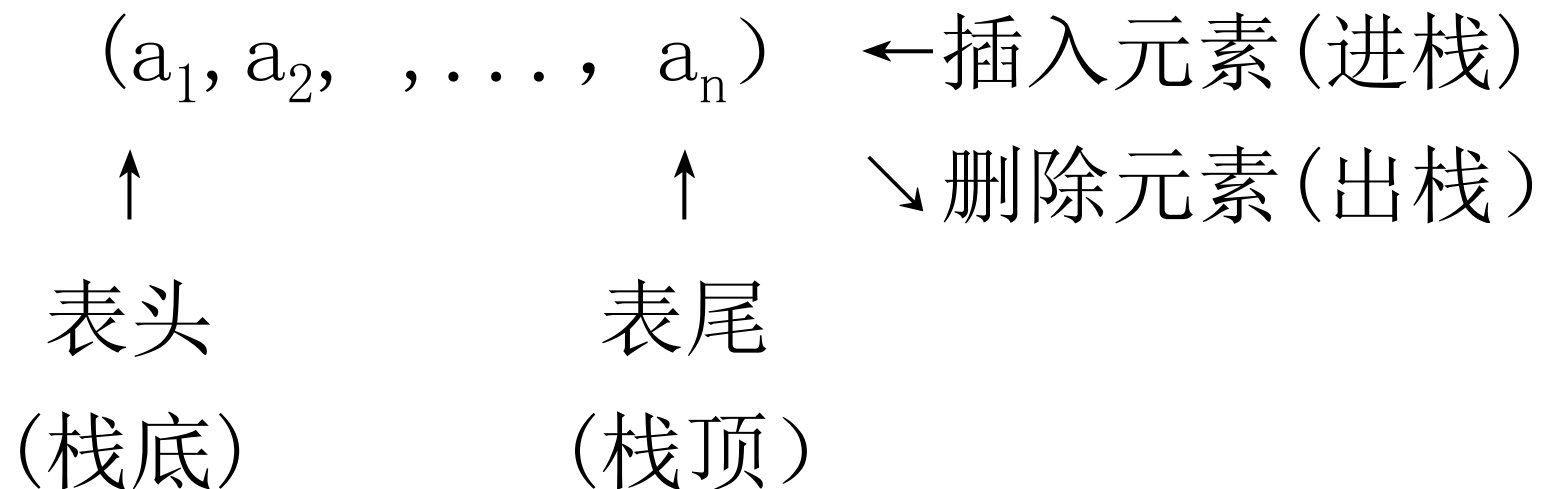 (a1, a2, ,...， an) ←插入元素(进栈)
↑ ↑ ↘删除元素(出栈)
表头 表尾
(栈底) (栈顶)